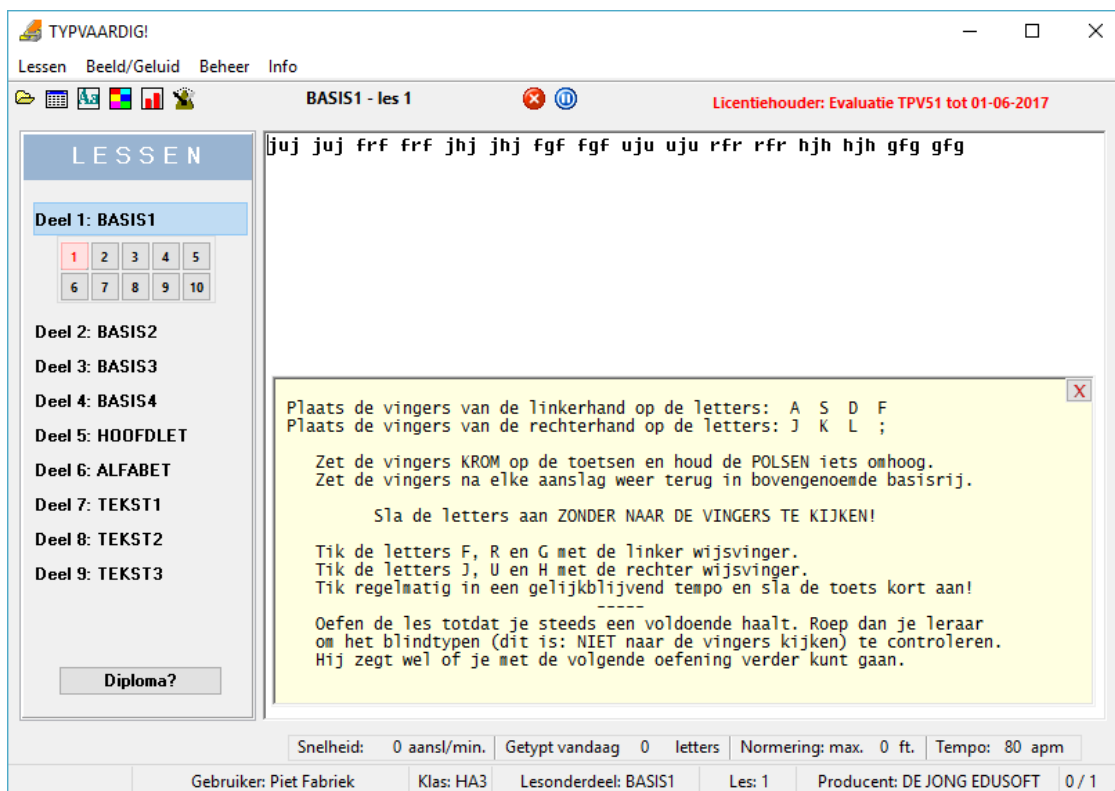 TYPVAARDIG!
Lessen Beeld/Geluid Beheer Info
BASIS1 - les 1
Licentiehouder: Evaluatie TPV51 tot 01-06-2017
LESSEN
Deel 1: BASIS1
1 2 3 4 5
6 7 8 9 10
Deel 2: BASIS2
Deel 3: BASIS3
Deel 4: BASIS4
Deel 5: HOOFDLET
Deel 6: ALFABET
Deel 7: TEKST1
Deel 8: TEKST2
Deel 9: TEKST3
Diploma?
juj juj frf frf jhj jhj fgf fgf uju uju rfr rfr hjh hjh gfg gfg
X
Plaats de vingers van de linkerhand op de letters: A S D F
Plaats de vingers van de rechterhand op de letters: J K L ;
Zet de vingers KROM op de toetsen en houd de POLSEN iets omhoog.
Zet de vingers na elke aanslag weer terug in bovengenoemde basisrij.
Sla de letters aan ZONDER NAAR DE VINGERS TE KIJKEN!
Tik de letters F, R en G met de linker wijsvinger.
Tik de letters J, U en H met de rechter wijsvinger.
Tik regelmatig in een gelijkblijvend tempo en sla de toets kort aan!
-----
Oefen de les totdat je steeds een voldoende haalt. Roep dan je leraar
om het blindtypen (dit is: NIET naar de vingers kijken) te controleren.
Hij zegt wel of je met de volgende oefening verder kunt gaan.
Snelheid: 0 aansl/min. Getypt vandaag 0 letters Normering: max. 0 ft. Tempo: 80 apm
Gebruiker: Piet Fabriek Klas: HA3 Lesonderdeel: BASIS1 Les: 1 Producent: DE JONG EDUSOFT 0 / 1